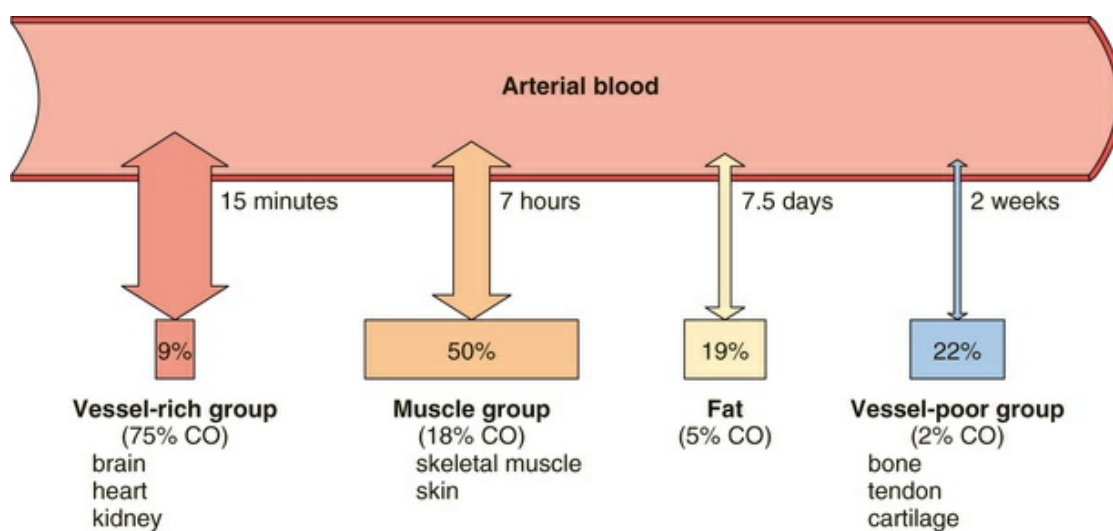 Arterial blood
15 minutes
7 hours
7.5 days
2 weeks
9%
50%
19%
22%
Vessel-rich group
(75% CO)
brain
heart
kidney
Muscle group
(18% CO)
skeletal muscle
skin
Fat
(5% CO)
Vessel-poor group
(2% CO)
bone
tendon
cartilage